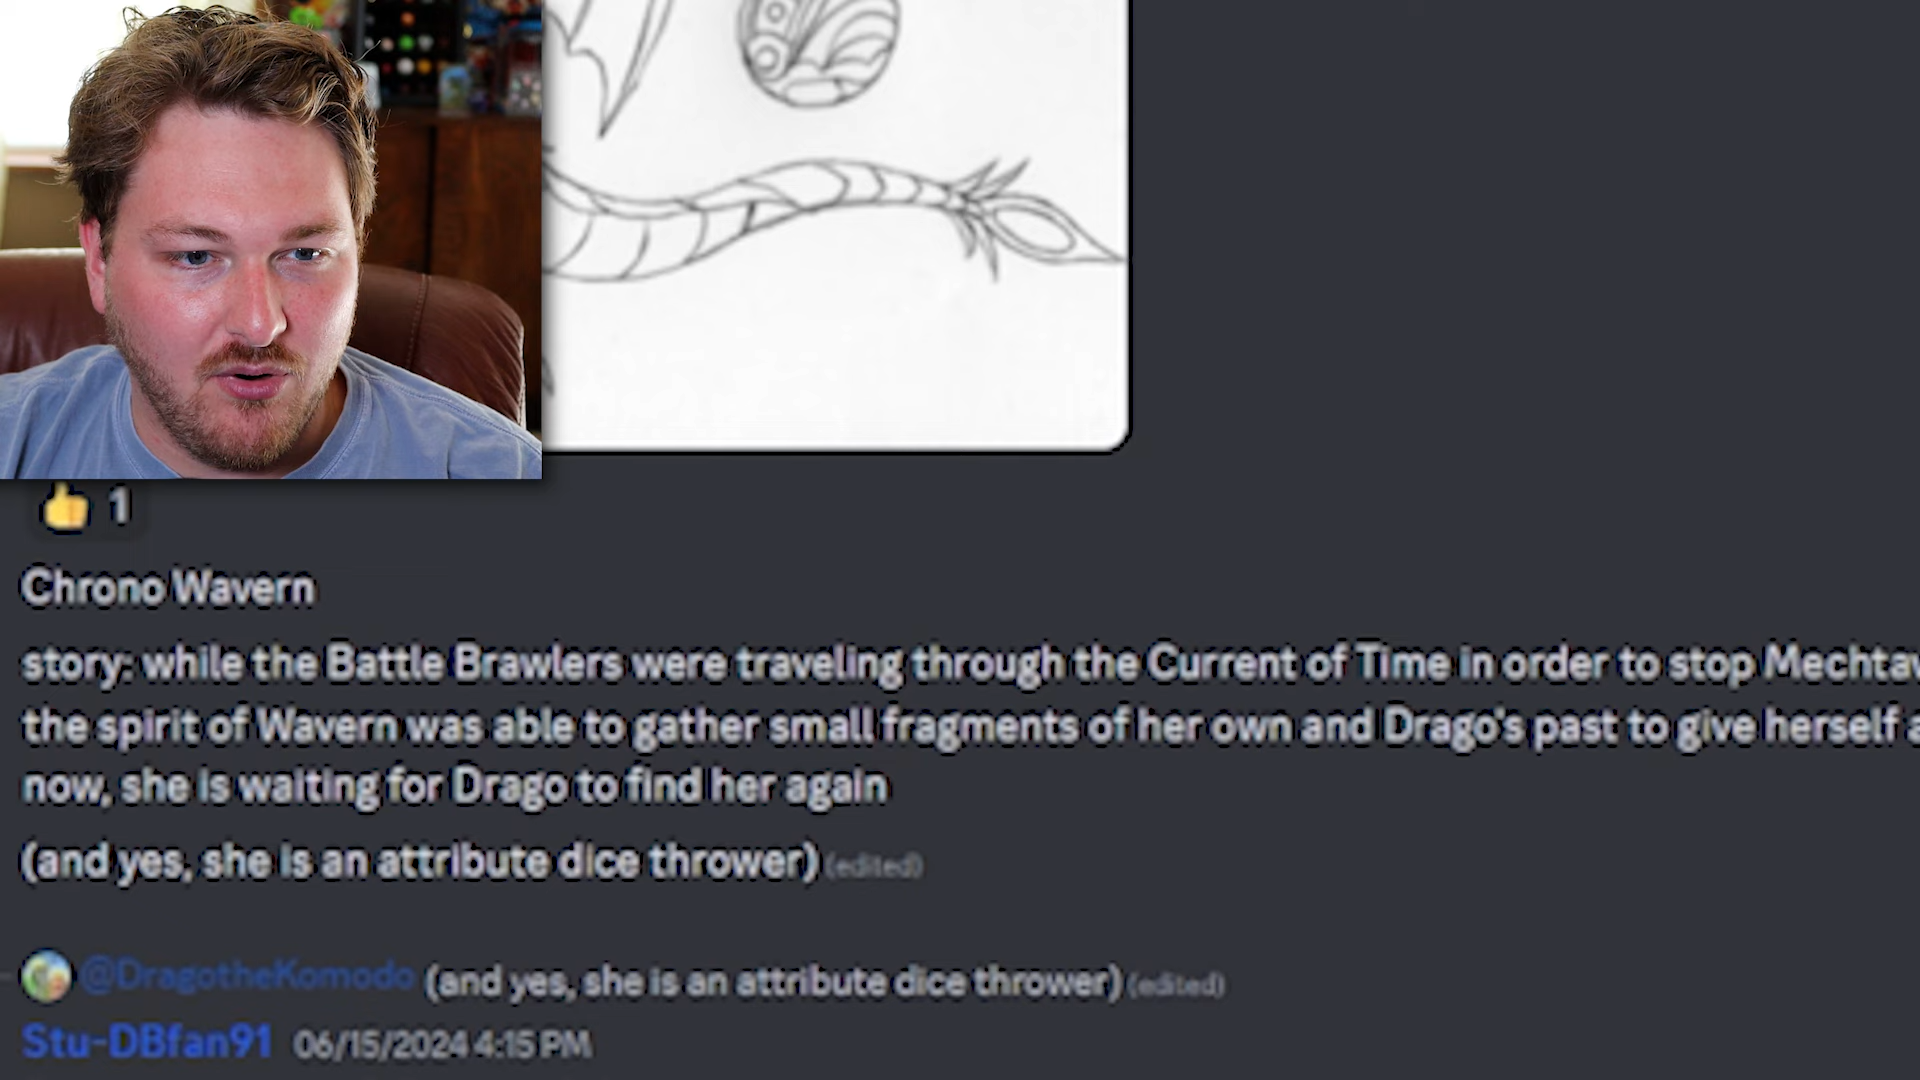 1
Chrono Wavern
story: while the Battle Brawlers were traveling through the Current of Time in order to stop
the spirit of Wavern was able to gather small fragments of her own and Drago's past to give herself
now, she is waiting for Drago to find her again
(and yes, she is an attribute dice thrower) (edited)
@DragotheKomodo (and yes, she is an attribute dice thrower) (edited)
Stu-DBfan91 06/15/2024 4:15 PM